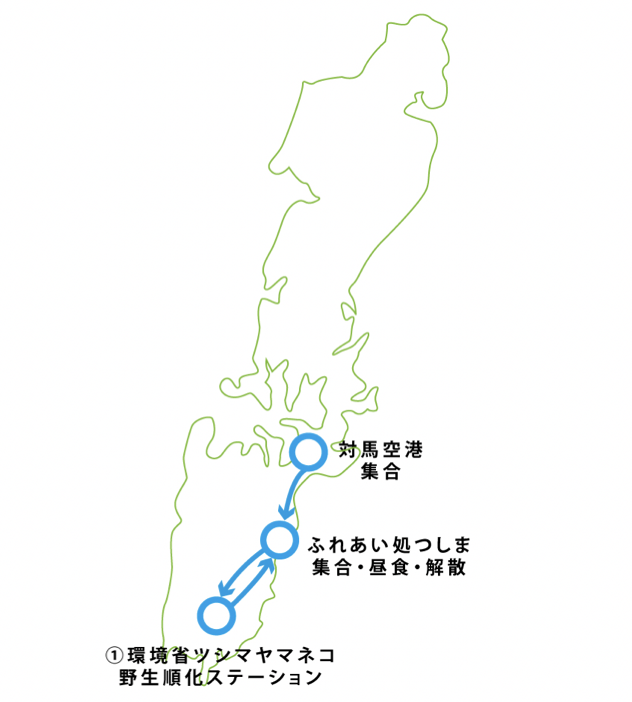 対馬空港
集合
ふれあい処つしま
集合・昼食・解散
①環境省ツシマヤマネコ
野生順化ステーション